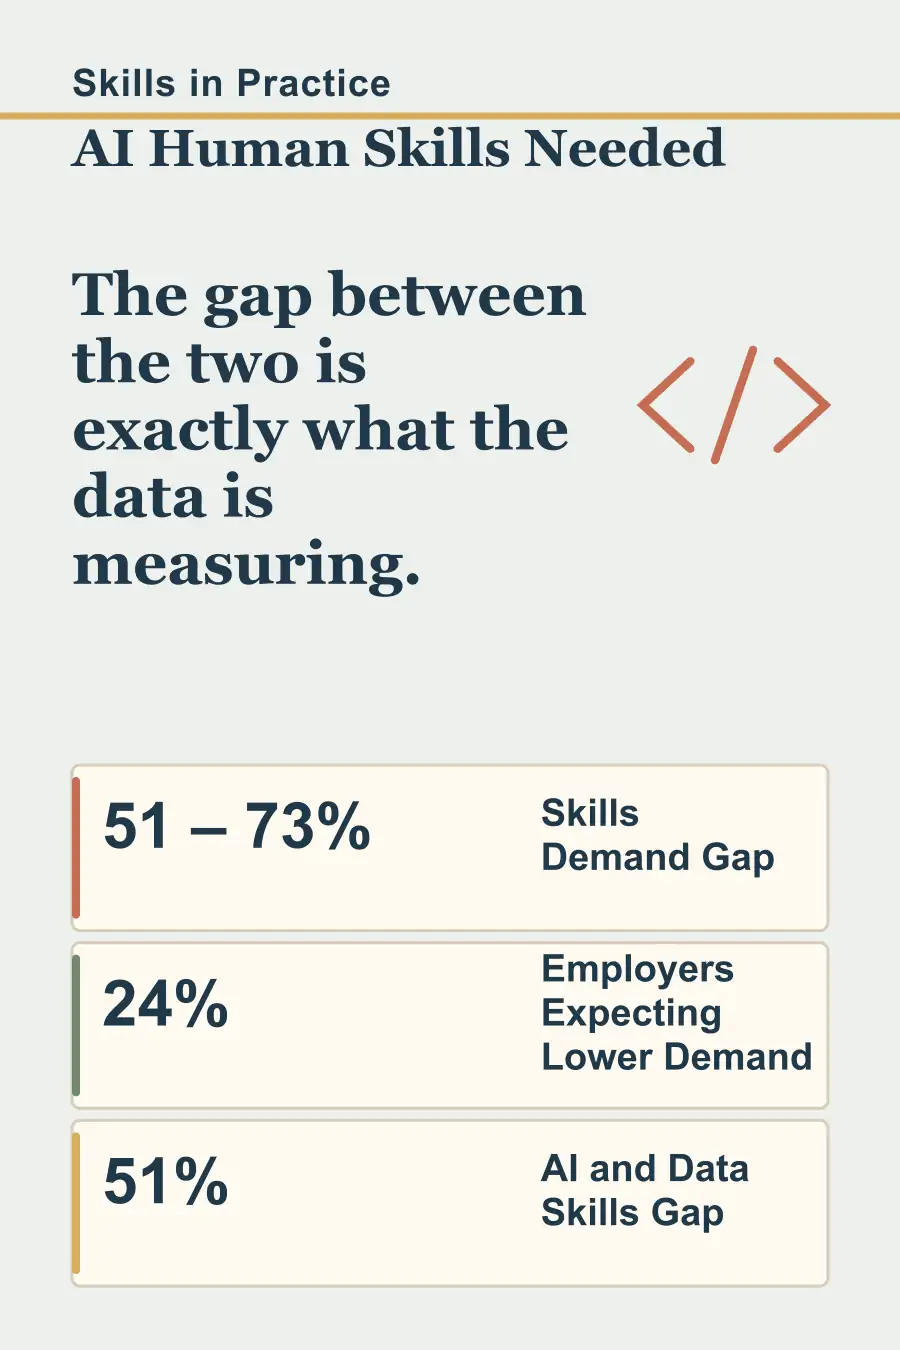 Skills in Practice
AI Human Skills Needed
The gap between
the two is
exactly what the
data is
measuring.
</>
51 – 73%
Skills
Demand Gap
24%
Employers
Expecting
Lower Demand
51%
AI and Data
Skills Gap